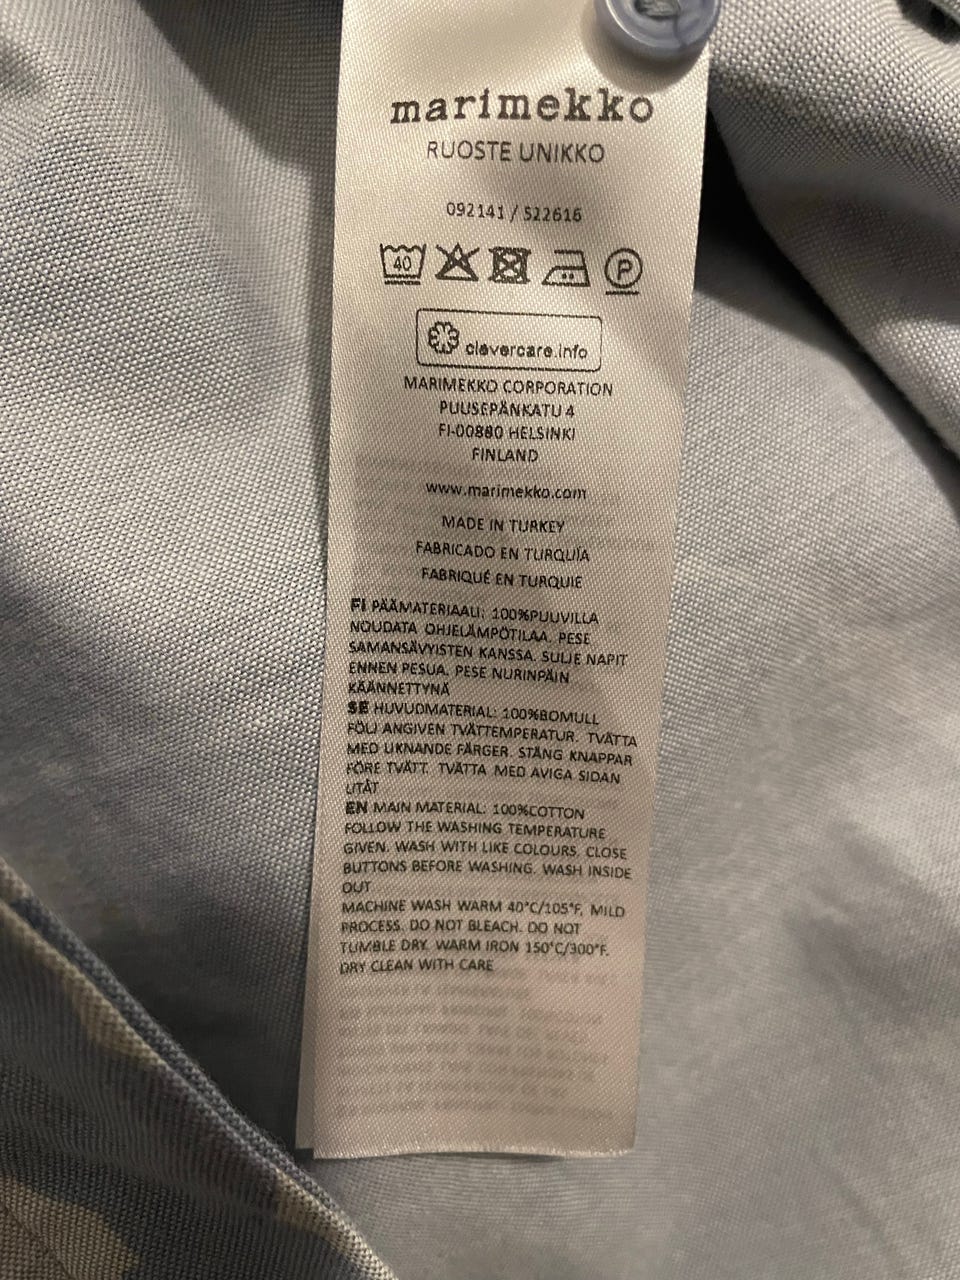 marimekko
RUOSTE UNIKKO
092141 / 522616
40
P
clevercare.info
MARIMEKKO CORPORATION
PUUSEPÄNKATU 4
FI-00880 HELSINKI
FINLAND
www.marimekko.com
MADE IN TURKEY
FABRICADO EN TURQUÍA
FABRIQUÉ EN TURQUIE
FI PÄÄMATERIAALI: 100%PUUVILLA
NOUDATA OHJELÄMPÖTILAA. PESE
SAMANSÄVYISTEN KANSSA. SULJE NAPIT
ENNEN PESUA. PESE NURINPÄIN
KÄÄNNETTYNÄ
SE HUVUDMATERIAL: 100%BOMULL
FÖLJ ANGIVEN TVÄTTEMPERATUR. TVÄTTA
MED LIKNANDE FÄRGER. STÄNG KNAPPAR
FÖRE TVÄTT. TVÄTTA MED AVIGA SIDAN
UTÅT
EN MAIN MATERIAL: 100%COTTON
FOLLOW THE WASHING TEMPERATURE
GIVEN. WASH WITH LIKE COLOURS. CLOSE
BUTTONS BEFORE WASHING. WASH INSIDE
OUT
MACHINE WASH WARM 40°C/105°F, MILD
PROCESS. DO NOT BLEACH. DO NOT
TUMBLE DRY. WARM IRON 150°C/300°F.
DRY CLEAN WITH CARE